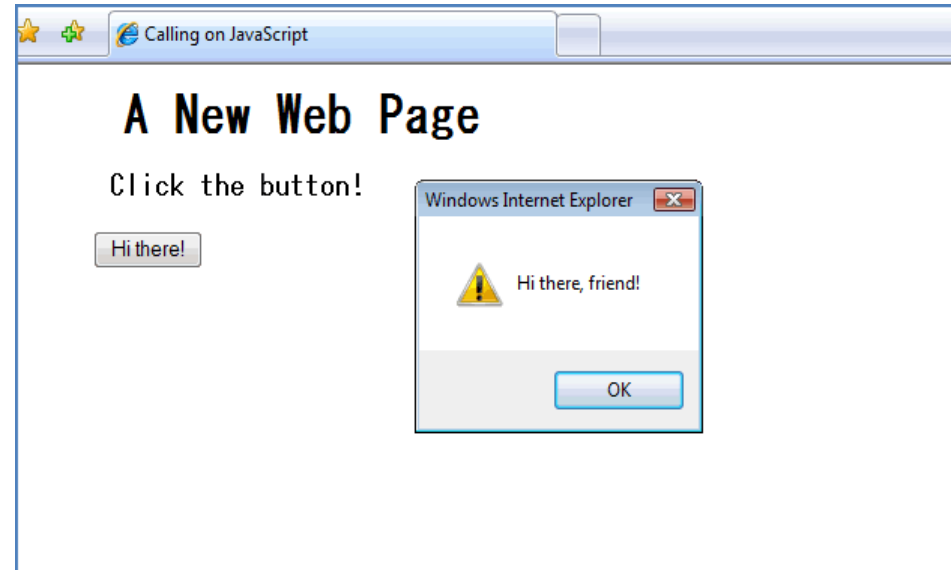 Calling on JavaScript
A New Web Page
Click the button!
Hi there!
Windows Internet Explorer
Hi there, friend!
OK